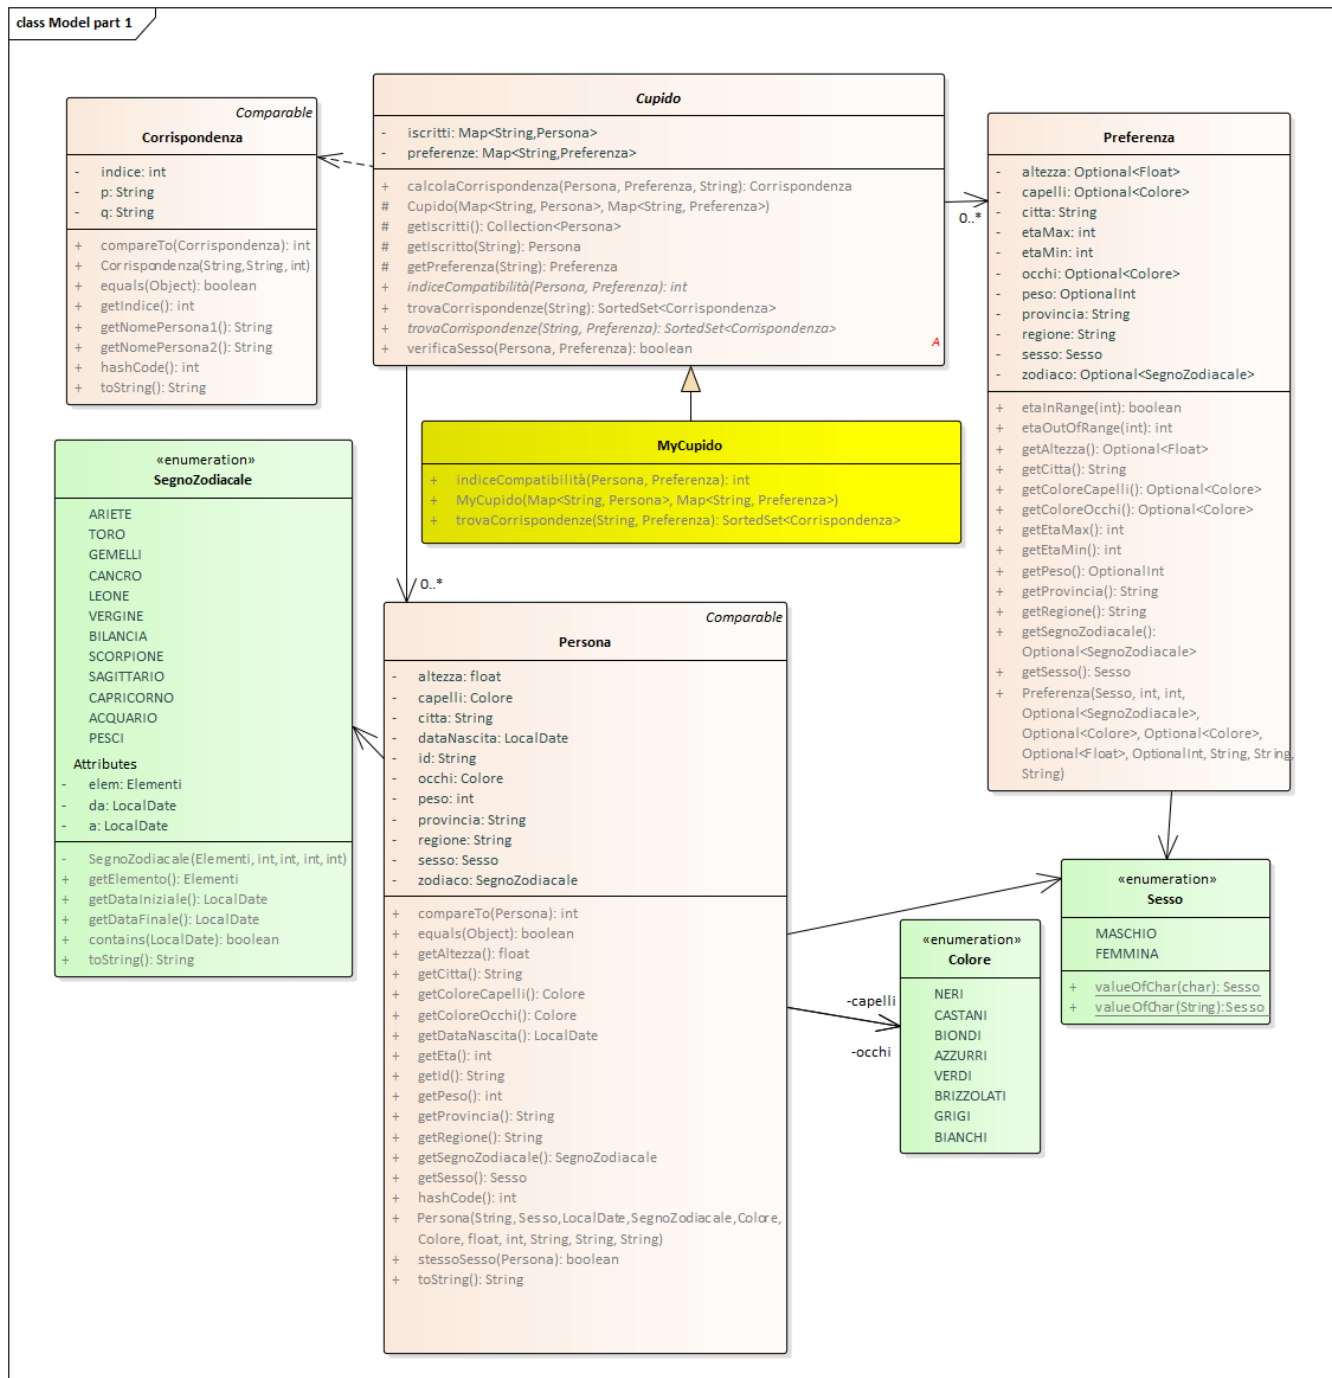 class Model part 1
Cupido
- iscritti: Map<String,Persona>
- preferenze: Map<String,Preferenza>
+ calcolaCorrispondenza(Persona, Preferenza, String): Corrispondenza
# Cupido(Map<String, Persona>, Map<String, Preferenza>)
# getIscritti(): Collection<Persona>
# getIscritto(String): Persona
# getPreferenza(String): Preferenza
+ indiceCompatibilità(Persona, Preferenza): int
+ trovaCorrispondenze(String): SortedSet<Corrispondenza>
+ trovaCorrispondenze(String, Preferenza): SortedSet<Corrispondenza>
+ verificaSesso(Persona, Preferenza): boolean
A
Comparable
Corrispondenza
- indice: int
- p: String
- q: String
+ compareTo(Corrispondenza): int
+ Corrispondenza(String,String, int)
+ equals(Object): boolean
+ getIndice(): int
+ getNomePersona1(): String
+ getNomePersona2(): String
+ hashCode(): int
+ toString(): String
0..*
Preferenza
- altezza: Optional<Float>
- capelli: Optional<Colore>
- citta: String
- etaMax: int
- etaMin: int
- occhi: Optional<Colore>
- peso: OptionalInt
- provincia: String
- regione: String
- sesso: Sesso
- zodiaco: Optional<SegnoZodiacale>
+ etaInRange(int): boolean
+ etaOutOfRange(int): int
+ getAltezza(): Optional<Float>
+ getCitta(): String
+ getColoreCapelli(): Optional<Colore>
+ getColoreOcchi(): Optional<Colore>
+ getEtaMax(): int
+ getEtaMin(): int
+ getPeso(): OptionalInt
+ getProvincia(): String
+ getRegione(): String
+ getSegnoZodiacale():
Optional<SegnoZodiacale>
+ getSesso(): Sesso
+ Preferenza(Sesso, int, int,
Optional<SegnoZodiacale>,
Optional<Colore>, Optional<Colore>,
Optional<Float>, OptionalInt, String, String,
String)
MyCupido
+ indiceCompatibilità(Persona, Preferenza): int
+ MyCupido(Map<String, Persona>, Map<String, Preferenza>)
+ trovaCorrispondenze(String, Preferenza): SortedSet<Corrispondenza>
«enumeration»
SegnoZodiacale
ARIETE
TORO
GEMELLI
CANCRO
LEONE
VERGINE
BILANCIA
SCORPIONE
SAGITTARIO
CAPRICORNO
ACQUARIO
PESCI
Attributes
- elem: Elementi
- da: LocalDate
- a: LocalDate
- SegnoZodiacale(Elementi, int,int, int,int)
+ getElemento(): Elementi
+ getDataIniziale(): LocalDate
+ getDataFinale(): LocalDate
+ contains(LocalDate): boolean
+ toString(): String
0..*
Comparable
Persona
- altezza: float
- capelli: Colore
- citta: String
- dataNascita: LocalDate
- id: String
- occhi: Colore
- peso: int
- provincia: String
- regione: String
- sesso: Sesso
- zodiaco: SegnoZodiacale
+ compareTo(Persona): int
+ equals(Object): boolean
+ getAltezza(): float
+ getCitta(): String
+ getColoreCapelli(): Colore
+ getColoreOcchi(): Colore
+ getDataNascita(): LocalDate
+ getEta(): int
+ getId(): String
+ getPeso(): int
+ getProvincia(): String
+ getRegione(): String
+ getSegnoZodiacale(): SegnoZodiacale
+ getSesso(): Sesso
+ hashCode(): int
+ Persona(String, Sesso,LocalDate,SegnoZodiacale,Colore,
Colore, float, int, String, String, String)
+ stessoSesso(Persona): boolean
+ toString(): String
-capelli
-occhi
«enumeration»
Colore
NERI
CASTANI
BIONDI
AZZURRI
VERDI
BRIZZOLATI
GRIGI
BIANCHI
«enumeration»
Sesso
MASCHIO
FEMMINA
+ valueOfChar(char): Sesso
+ valueOfChar(String):Sesso